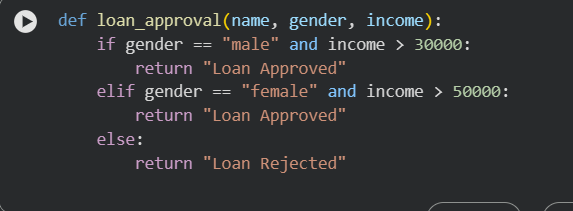 def loan_approval(name, gender, income):
    if gender == "male" and income > 30000:
        return "Loan Approved"
    elif gender == "female" and income > 50000:
        return "Loan Approved"
    else:
        return "Loan Rejected"